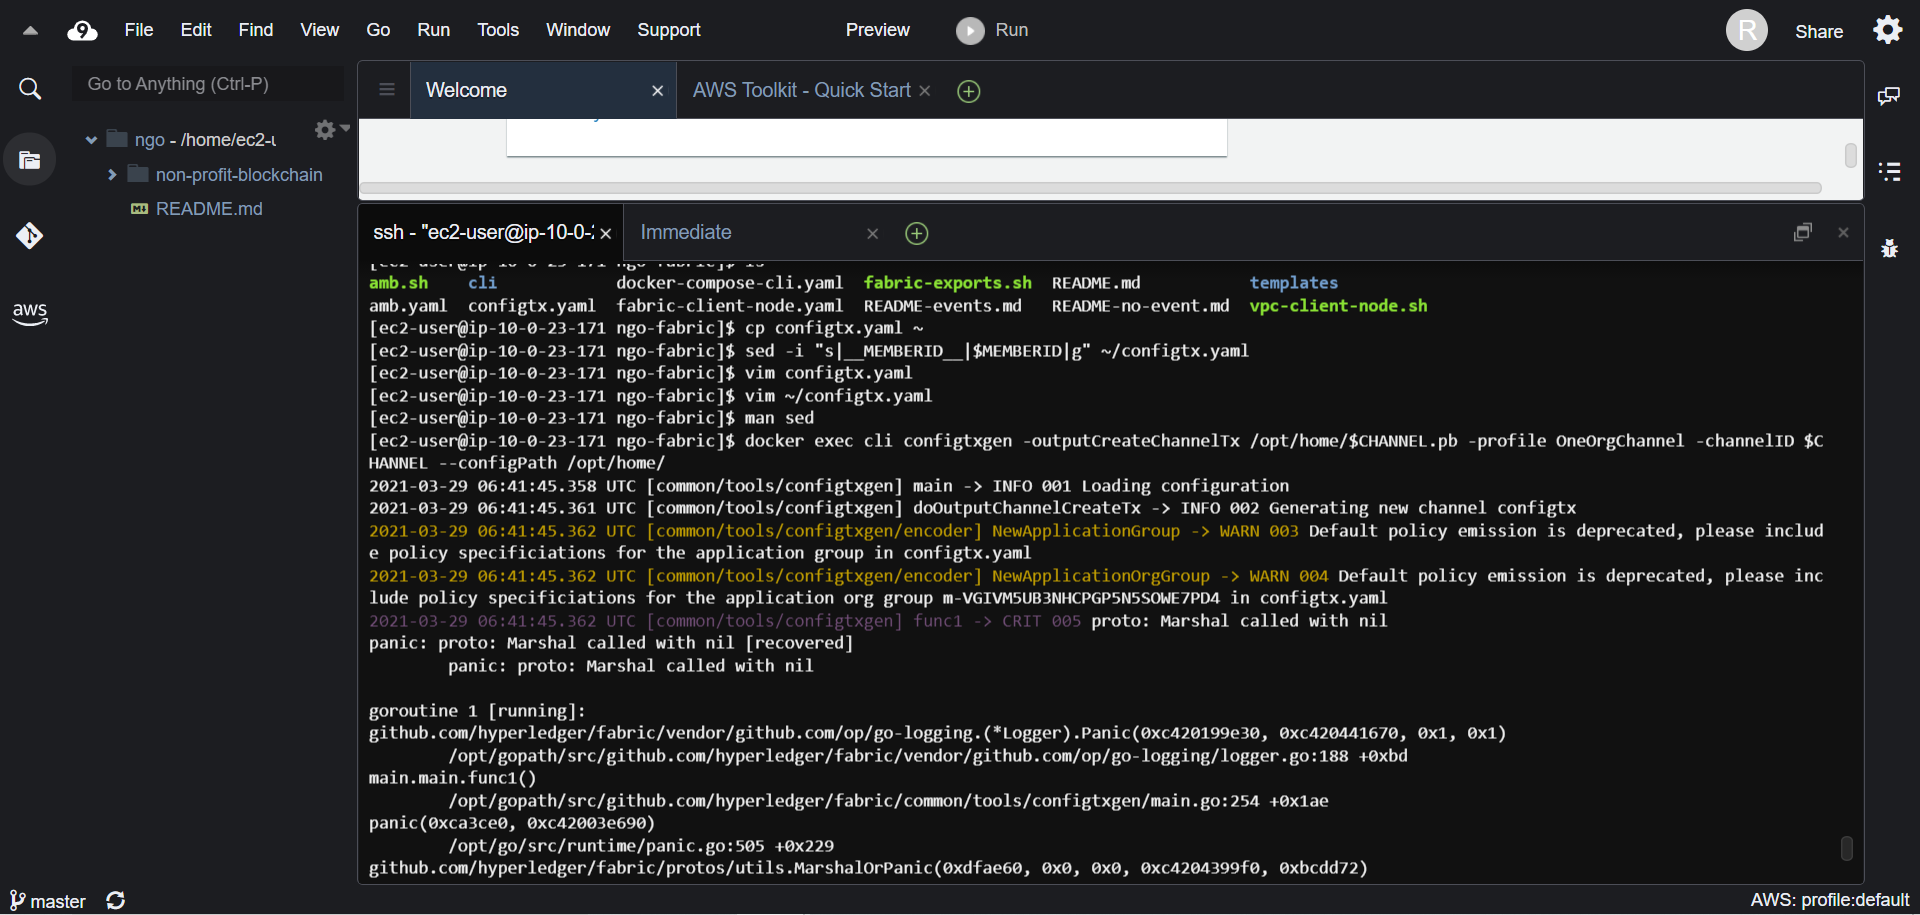 File Edit Find View Go Run Tools Window Support Preview Run R Share
Go to Anything (Ctrl-P)
Welcome
AWS Toolkit - Quick Start
ngo - /home/ec2-u
non-profit-blockchain
README.md
aws
ssh - "ec2-user@ip-10-0-2
Immediate
amb.sh cli docker-compose-cli.yaml fabric-exports.sh README.md templates
amb.yaml configtx.yaml fabric-client-node.yaml README-events.md README-no-event.md vpc-client-node.sh
[ec2-user@ip-10-0-23-171 ngo-fabric]$ cp configtx.yaml ~
[ec2-user@ip-10-0-23-171 ngo-fabric]$ sed -i "s|__MEMBERID__|$MEMBERID|g" ~/configtx.yaml
[ec2-user@ip-10-0-23-171 ngo-fabric]$ vim configtx.yaml
[ec2-user@ip-10-0-23-171 ngo-fabric]$ vim ~/configtx.yaml
[ec2-user@ip-10-0-23-171 ngo-fabric]$ man sed
[ec2-user@ip-10-0-23-171 ngo-fabric]$ docker exec cli configtxgen -outputCreateChannelTx /opt/home/$CHANNEL.pb -profile OneOrgChannel -channelID $C
HANNEL --configPath /opt/home/
2021-03-29 06:41:45.358 UTC [common/tools/configtxgen] main -> INFO 001 Loading configuration
2021-03-29 06:41:45.361 UTC [common/tools/configtxgen] doOutputChannelCreateTx -> INFO 002 Generating new channel configtx
2021-03-29 06:41:45.362 UTC [common/tools/configtxgen/encoder] NewApplicationGroup -> WARN 003 Default policy emission is deprecated, please includ
e policy specificiations for the application group in configtx.yaml
2021-03-29 06:41:45.362 UTC [common/tools/configtxgen/encoder] NewApplicationOrgGroup -> WARN 004 Default policy emission is deprecated, please inc
lude policy specificiations for the application org group m-VGIVM5UB3NHCPGP5N5SOWE7PD4 in configtx.yaml
2021-03-29 06:41:45.362 UTC [common/tools/configtxgen] func1 -> CRIT 005 proto: Marshal called with nil
panic: proto: Marshal called with nil [recovered]
panic: proto: Marshal called with nil
goroutine 1 [running]:
github.com/hyperledger/fabric/vendor/github.com/op/go-logging.(*Logger).Panic(0xc420199e30, 0xc420441670, 0x1, 0x1)
/opt/gopath/src/github.com/hyperledger/fabric/vendor/github.com/op/go-logging/logger.go:188 +0xbd
main.main.func1()
/opt/gopath/src/github.com/hyperledger/fabric/common/tools/configtxgen/main.go:254 +0x1ae
panic(0xca3ce0, 0xc42003e690)
/opt/go/src/runtime/panic.go:505 +0x229
github.com/hyperledger/fabric/protos/utils.MarshalOrPanic(0xdfae60, 0x0, 0x0, 0xc4204399f0, 0xbcdd72)
master
AWS: profile:default